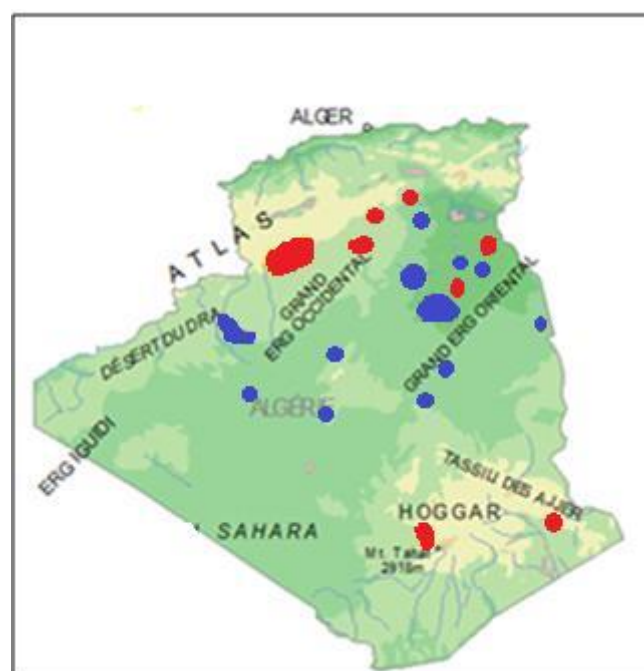 ALGER
ATLAS
GRAND
ERG OCCIDENTAL
DÉSERT DU DRA
GRAND ERG ORIENTAL
ALGÉRIE
ERG IGUIDI
TASSIU DEIS AJJER
HOGGAR
SAHARA
Mt. Tahat
2918m